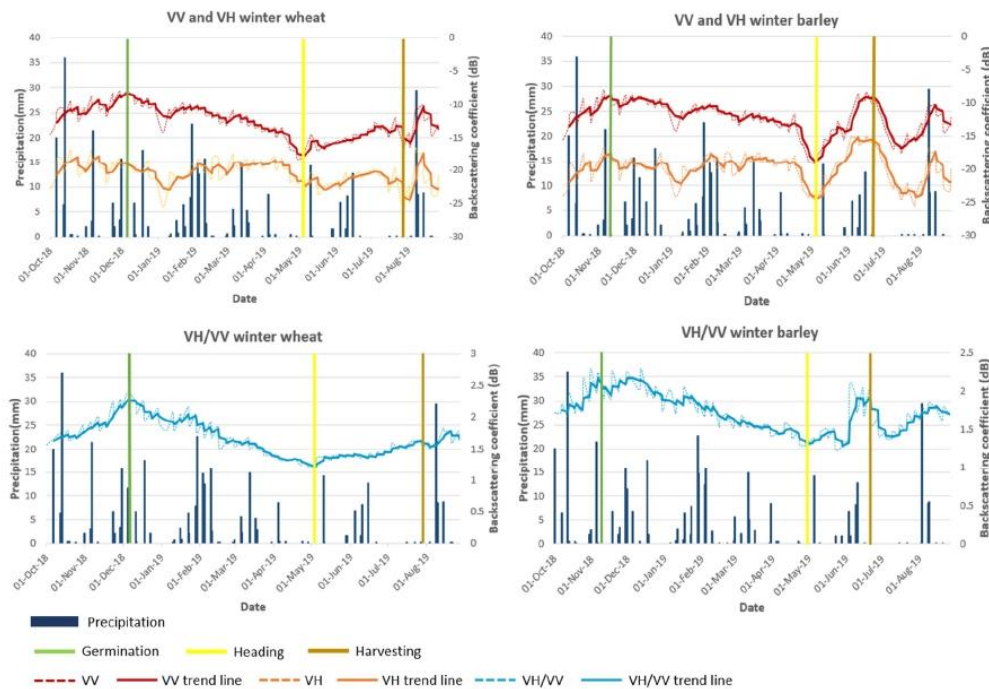 VV and VH winter wheat
Precipitation(mm)
40
35
30
25
20
15
10
5
0
0
-5
-10
-15
-20
-25
-30
Backscattering coefficient (dB)
01-Oct-18
01-Nov-18
01-Dec-18
01-Jan-19
01-Feb-19
01-Mar-19
01-Apr-19
01-May-19
01-Jun-19
01-Jul-19
01-Aug-19
Date
VV and VH winter barley
Precipitation(mm)
40
35
30
25
20
15
10
5
0
0
-5
-10
-15
-20
-25
-30
Backscattering coefficient (dB)
01-Oct-18
01-Nov-18
01-Dec-18
01-Jan-19
01-Feb-19
01-Mar-19
01-Apr-19
01-May-19
01-Jun-19
01-Jul-19
01-Aug-19
Date
VH/VV winter wheat
Precipitation(mm)
40
35
30
25
20
15
10
5
0
3
2.5
2
1.5
1
0.5
0
Backscattering coefficient (dB)
01-Oct-18
01-Nov-18
01-Dec-18
01-Jan-19
01-Feb-19
01-Mar-19
01-Apr-19
01-May-19
01-Jun-19
01-Jul-19
01-Aug-19
Date
VH/VV winter barley
Precipitation(mm)
40
35
30
25
20
15
10
5
0
2.5
2
1.5
1
0.5
0
Backscattering coefficient (dB)
01-Oct-18
01-Nov-18
01-Dec-18
01-Jan-19
01-Feb-19
01-Mar-19
01-Apr-19
01-May-19
01-Jun-19
01-Jul-19
01-Aug-19
Date
Precipitation
Germination Heading Harvesting
VV VV trend line VH VH trend line VH/VV VH/VV trend line